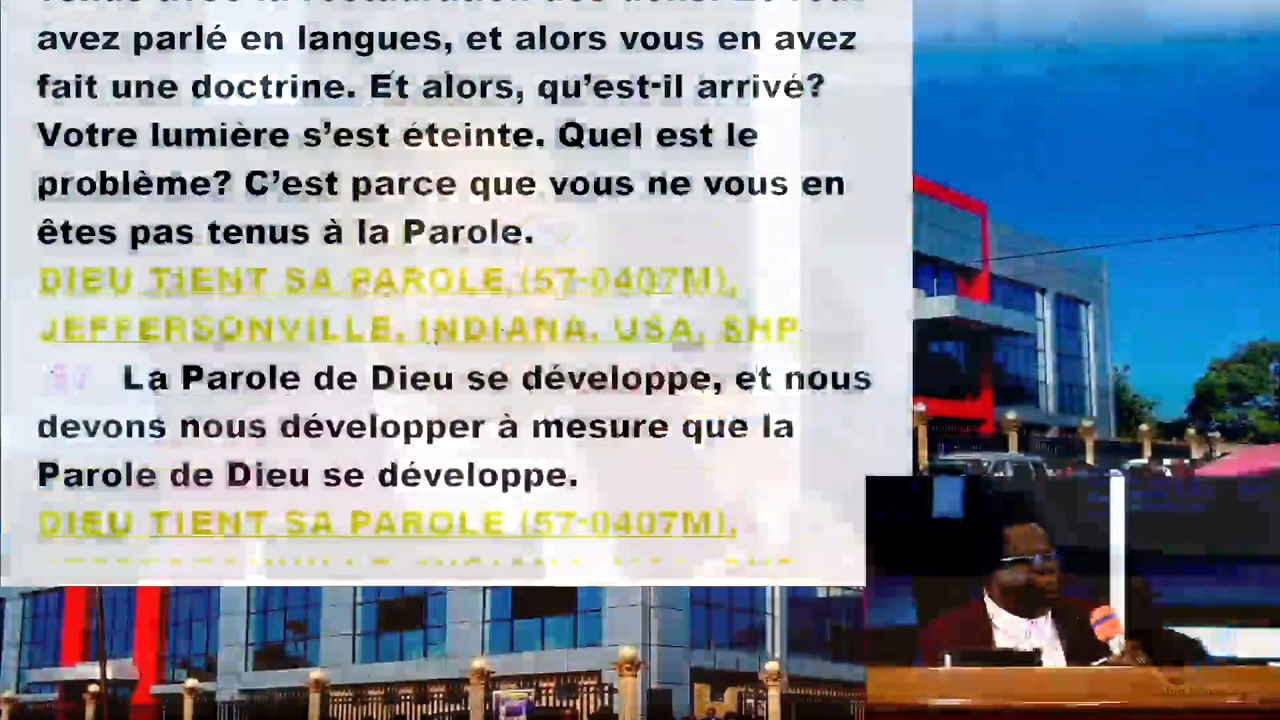 avez parlé en langues, et alors vous en avez
fait une doctrine. Et alors, qu’est-il arrivé?
Votre lumière s’est éteinte. Quel est le
problème? C’est parce que vous ne vous en
êtes pas tenus à la Parole.
DIEU TIENT SA PAROLE (57-0407M),
JEFFERSONVILLE, INDIANA, USA, SHP
97 La Parole de Dieu se développe, et nous
devons nous développer à mesure que la
Parole de Dieu se développe.
DIEU TIENT SA PAROLE (57-0407M),